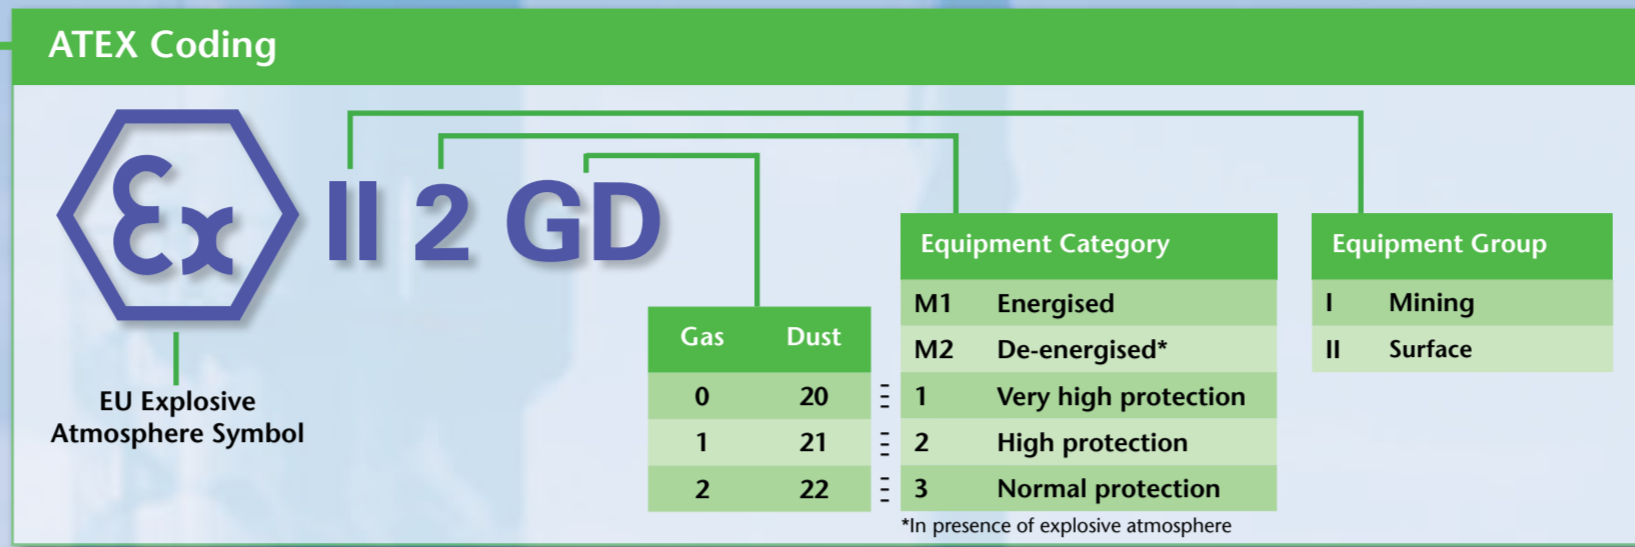 ATEX Coding
Ex II 2 GD
EU Explosive
Atmosphere Symbol
Gas Dust
0 20
1 21
2 22
Equipment Category
M1 Energised
M2 De-energised*
1 Very high protection
2 High protection
3 Normal protection
*In presence of explosive atmosphere
Equipment Group
I Mining
II Surface